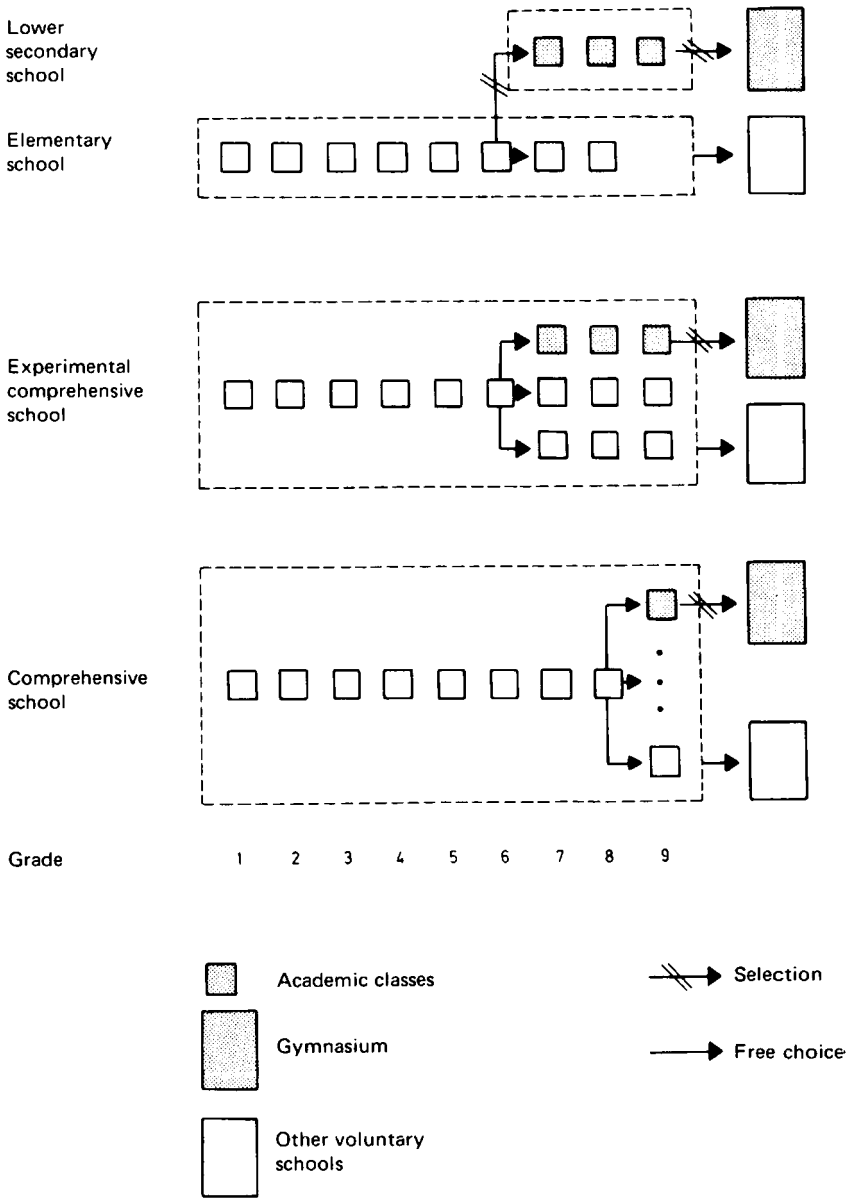 Lower
secondary
school
Elementary
school
Experimental
comprehensive
school
Comprehensive
school
Grade 1 2 3 4 5 6 7 8 9
Academic classes
Selection
Gymnasium
Free choice
Other voluntary
schools